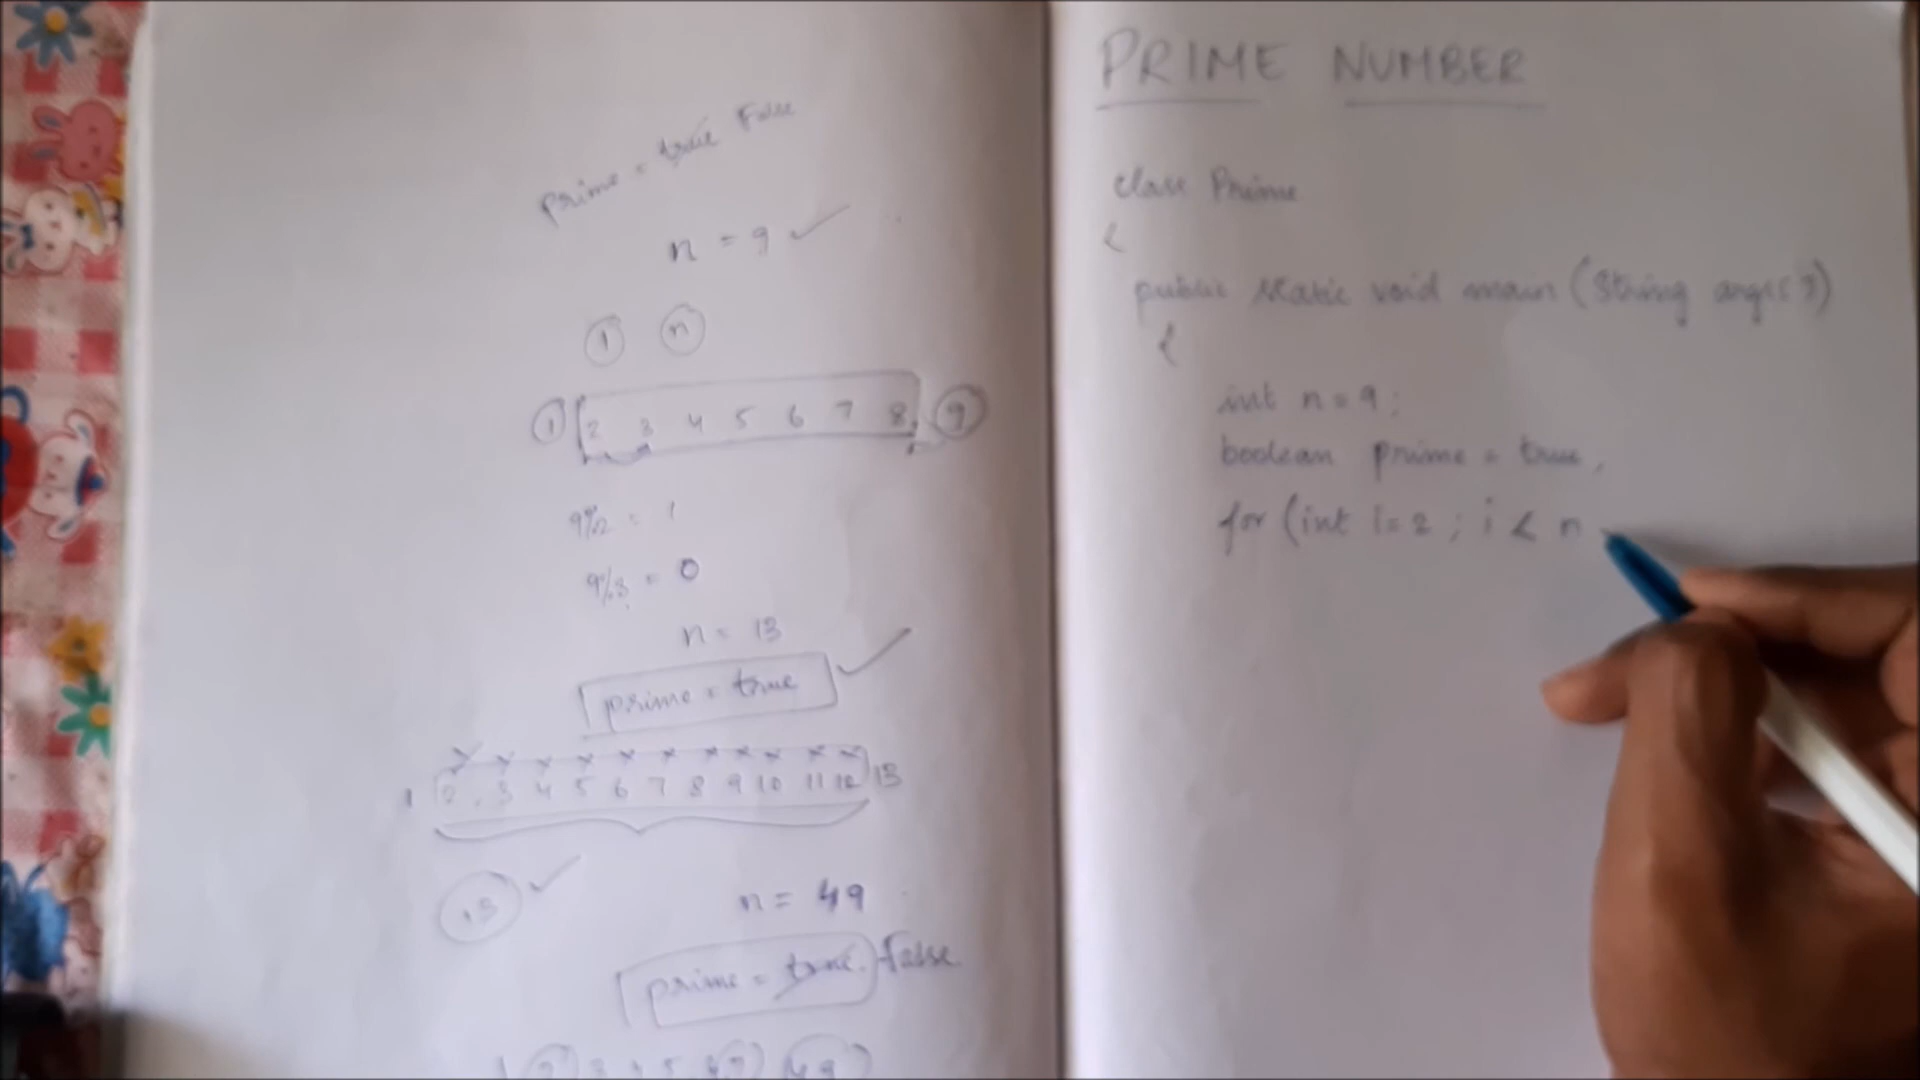 prime = true False
n = 9
1 n
1 2 3 4 5 6 7 8 9
9%2 = 1
9%3 = 0
n = 13
prime = true
1 2 3 4 5 6 7 8 9 10 11 12 13
13
n = 49
prime = true False
PRIME NUMBER
class Prime
{
public static void main (String args[])
{
int n = 9;
boolean prime = true,
for (int i=2 ; i < n